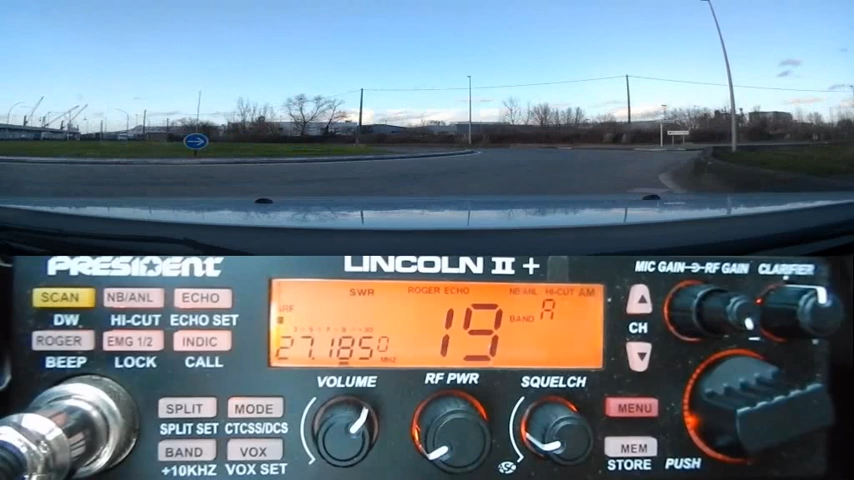 PRESIDENT
LINCOLN II +
MIC GAIN RF GAIN
CLARIFIER
SCAN
NB/ANL
ECHO
DW
HI-CUT
ECHO SET
ROGER
EMG 1/2
INDIC
BEEP
LOCK
CALL
SWR
ROGER ECHO
NB ANL HI-CUT AM
19
BAND A
27.1850 MHz
CH
VOLUME
RF PWR
SQUELCH
SPLIT
MODE
MENU
SPLIT SET
CTCSS/DCS
BAND
VOX
MEM
+10KHZ
VOX SET
STORE
PUSH